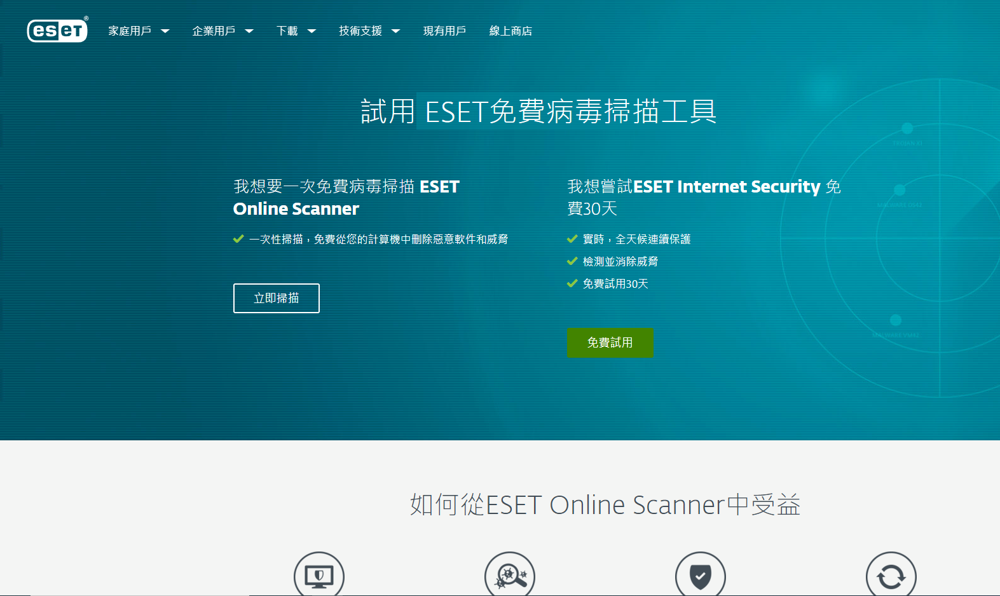 eset®
家庭用戶
企業用戶
下載
技術支援
現有用戶
線上商店
試用 ESET免費病毒掃描工具
我想要一次免費病毒掃描 ESET
Online Scanner
一次性掃描，免費從您的計算機中刪除惡意軟件和威脅
立即掃描
我想嘗試ESET Internet Security 免
費30天
實時，全天候連續保護
檢測並消除威脅
免費試用30天
免費試用
如何從ESET Online Scanner中受益